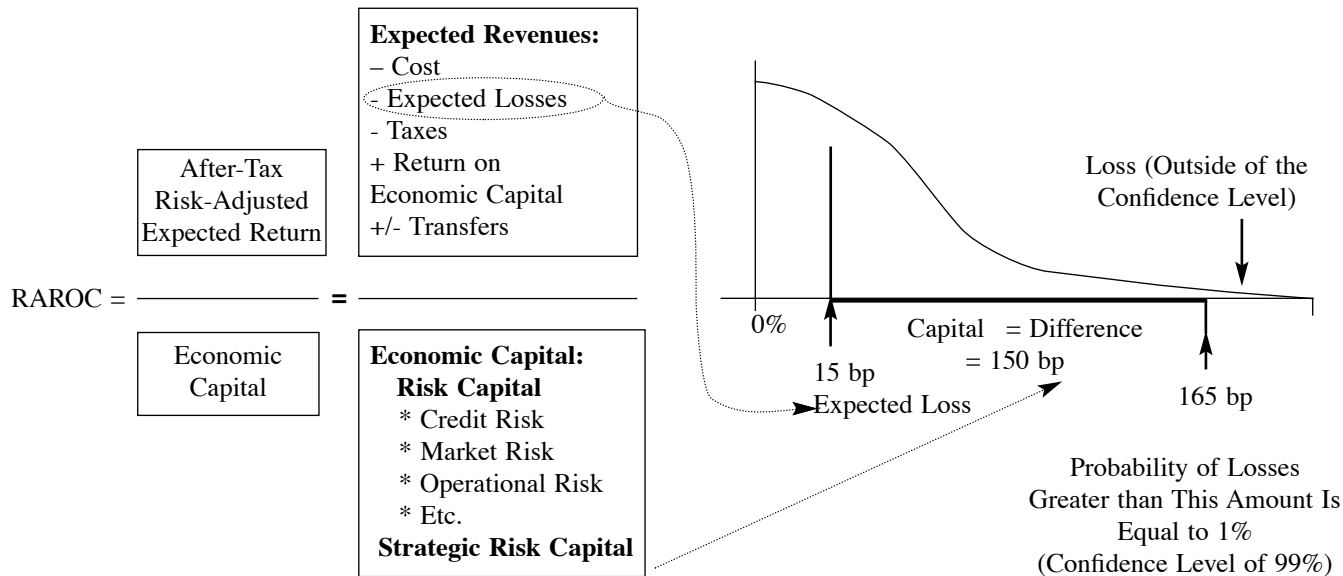 RAROC =
After-Tax
Risk-Adjusted
Expected Return
Economic
Capital
=
Expected Revenues:
– Cost
- Expected Losses
- Taxes
+ Return on
Economic Capital
+/- Transfers
Economic Capital:
Risk Capital
* Credit Risk
* Market Risk
* Operational Risk
* Etc.
Strategic Risk Capital
Loss (Outside of the
Confidence Level)
0%
15 bp
Expected Loss
Capital = Difference
= 150 bp
165 bp
Probability of Losses
Greater than This Amount Is
Equal to 1%
(Confidence Level of 99%)